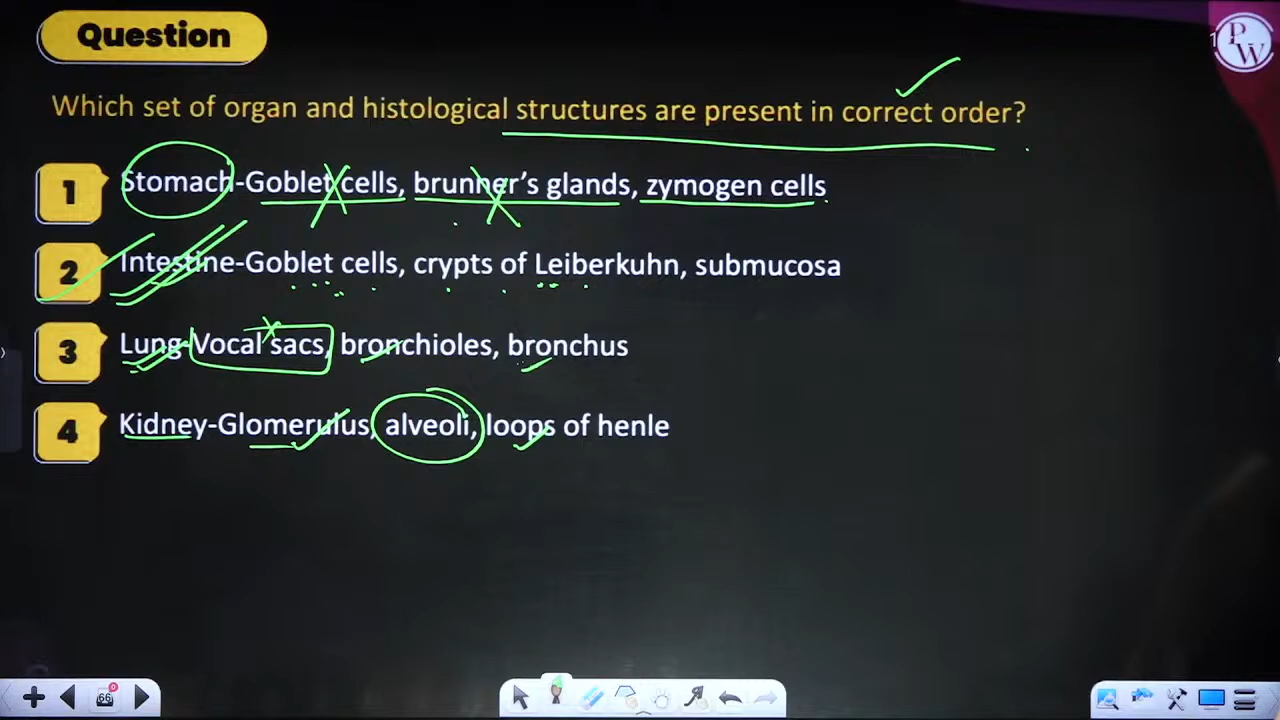 Question
PW
Which set of organ and histological structures are present in correct order?
1 Stomach-Goblet cells, brunner's glands, zymogen cells
2 Intestine-Goblet cells, crypts of Leiberkuhn, submucosa
3 Lung-Vocal sacs, bronchioles, bronchus
4 Kidney-Glomerulus, alveoli, loops of henle
66